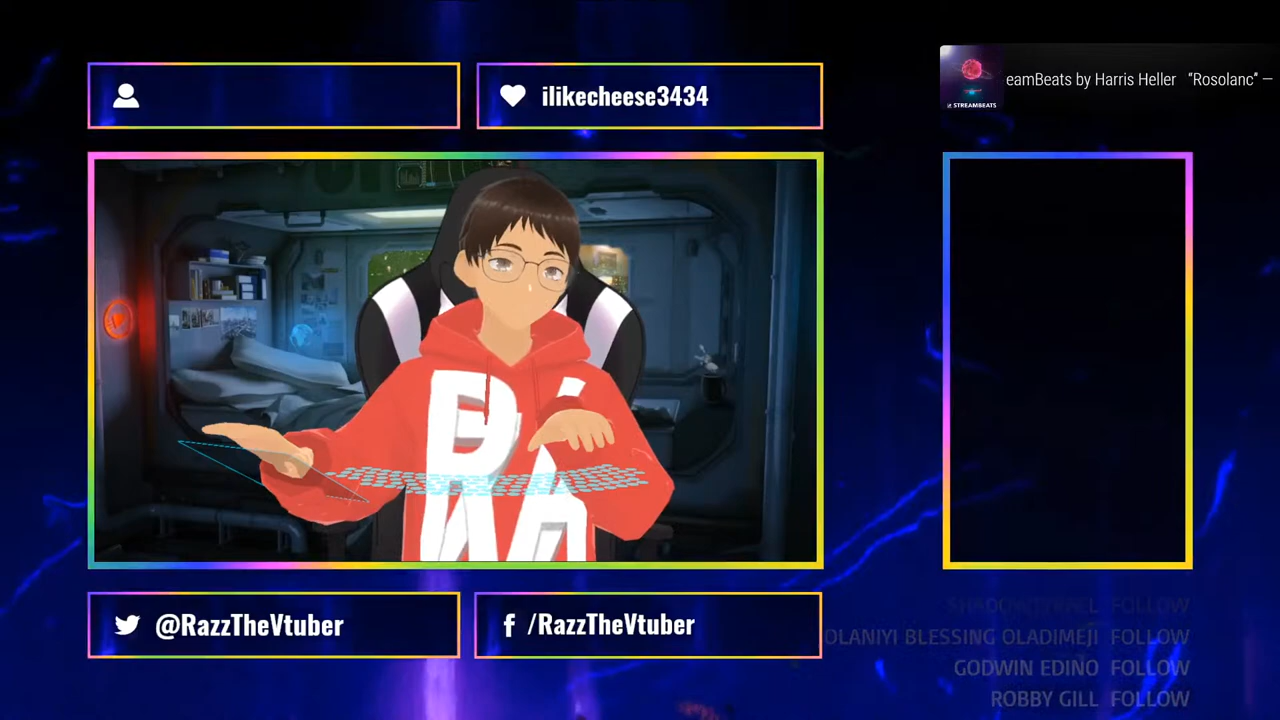 ilikecheese3434
eamBeats by Harris Heller "Rosolanc" —
STREAMBEATS
@RazzTheVtuber
/RazzTheVtuber
FOLLOW
OLANIYI BLESSING OLADIMEJI FOLLOW
GODWIN EDINO FOLLOW
ROBBY GILL FOLLOW